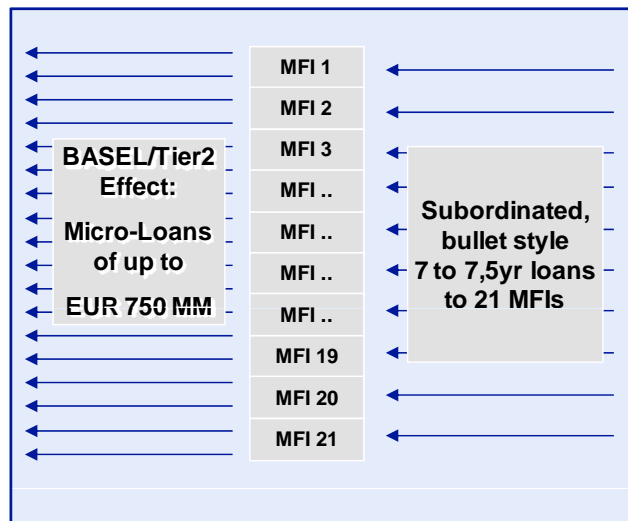 BASEL/Tier2
Effect:
Micro-Loans
of up to
EUR 750 MM
MFI 1
MFI 2
MFI 3
MFI ..
MFI ..
MFI ..
MFI ..
MFI 19
MFI 20
MFI 21
Subordinated,
bullet style
7 to 7,5yr loans
to 21 MFIs